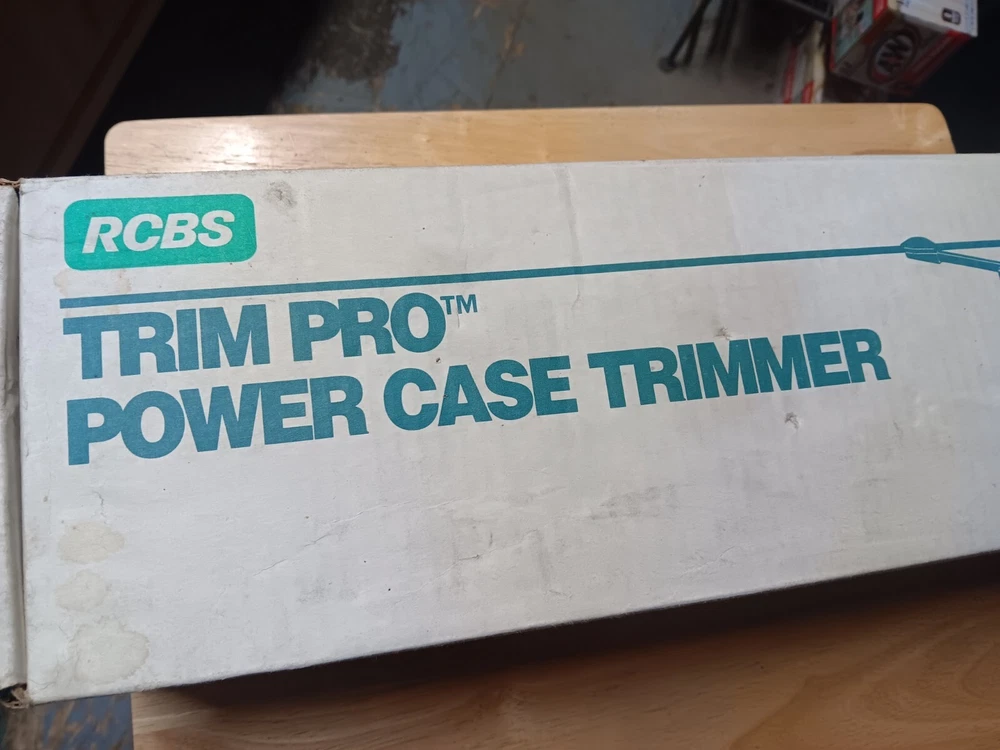 RCBS
TRIM PRO™
POWER CASE TRIMMER
A&W